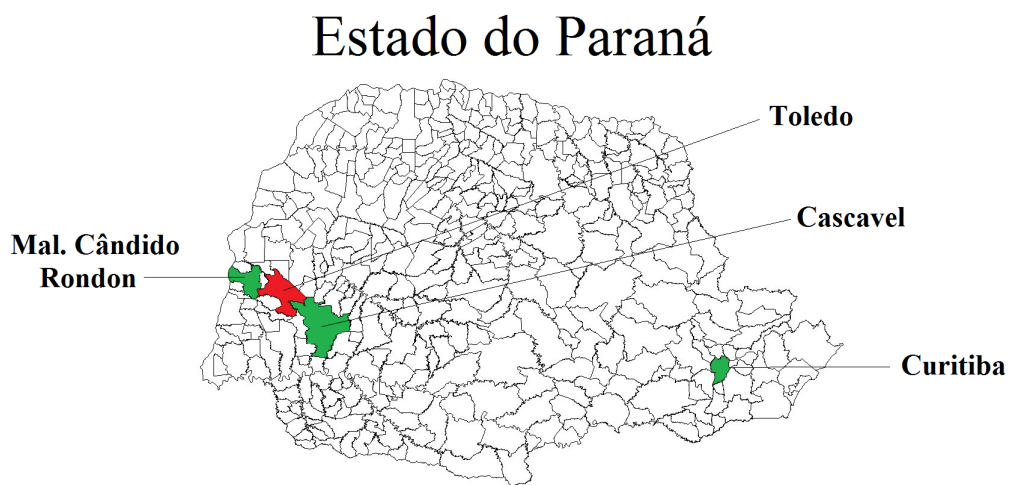 Estado do Paraná
Toledo
Cascavel
Mal. Cândido
Rondon
Curitiba